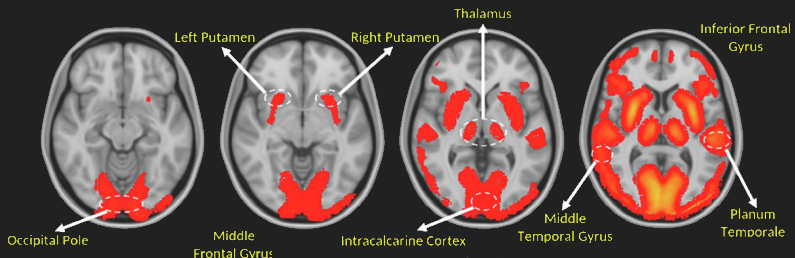 Thalamus
Inferior Frontal
Gyrus
Left Putamen
Right Putamen
Occipital Pole
Middle
Frontal Gyrus
Intracalcarine Cortex
Middle
Temporal Gyrus
Planum
Temporale